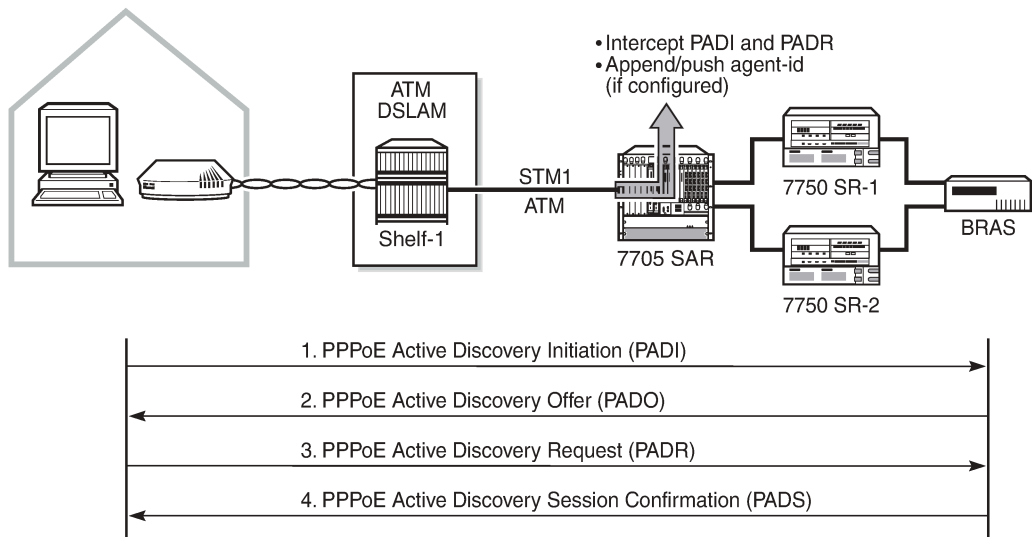 • Intercept PADI and PADR
• Append/push agent-id
(if configured)
ATM
DSLAM
Shelf-1
STM1
ATM
7705 SAR
7750 SR-1
7750 SR-2
BRAS
1. PPPoE Active Discovery Initiation (PADI)
2. PPPoE Active Discovery Offer (PADO)
3. PPPoE Active Discovery Request (PADR)
4. PPPoE Active Discovery Session Confirmation (PADS)